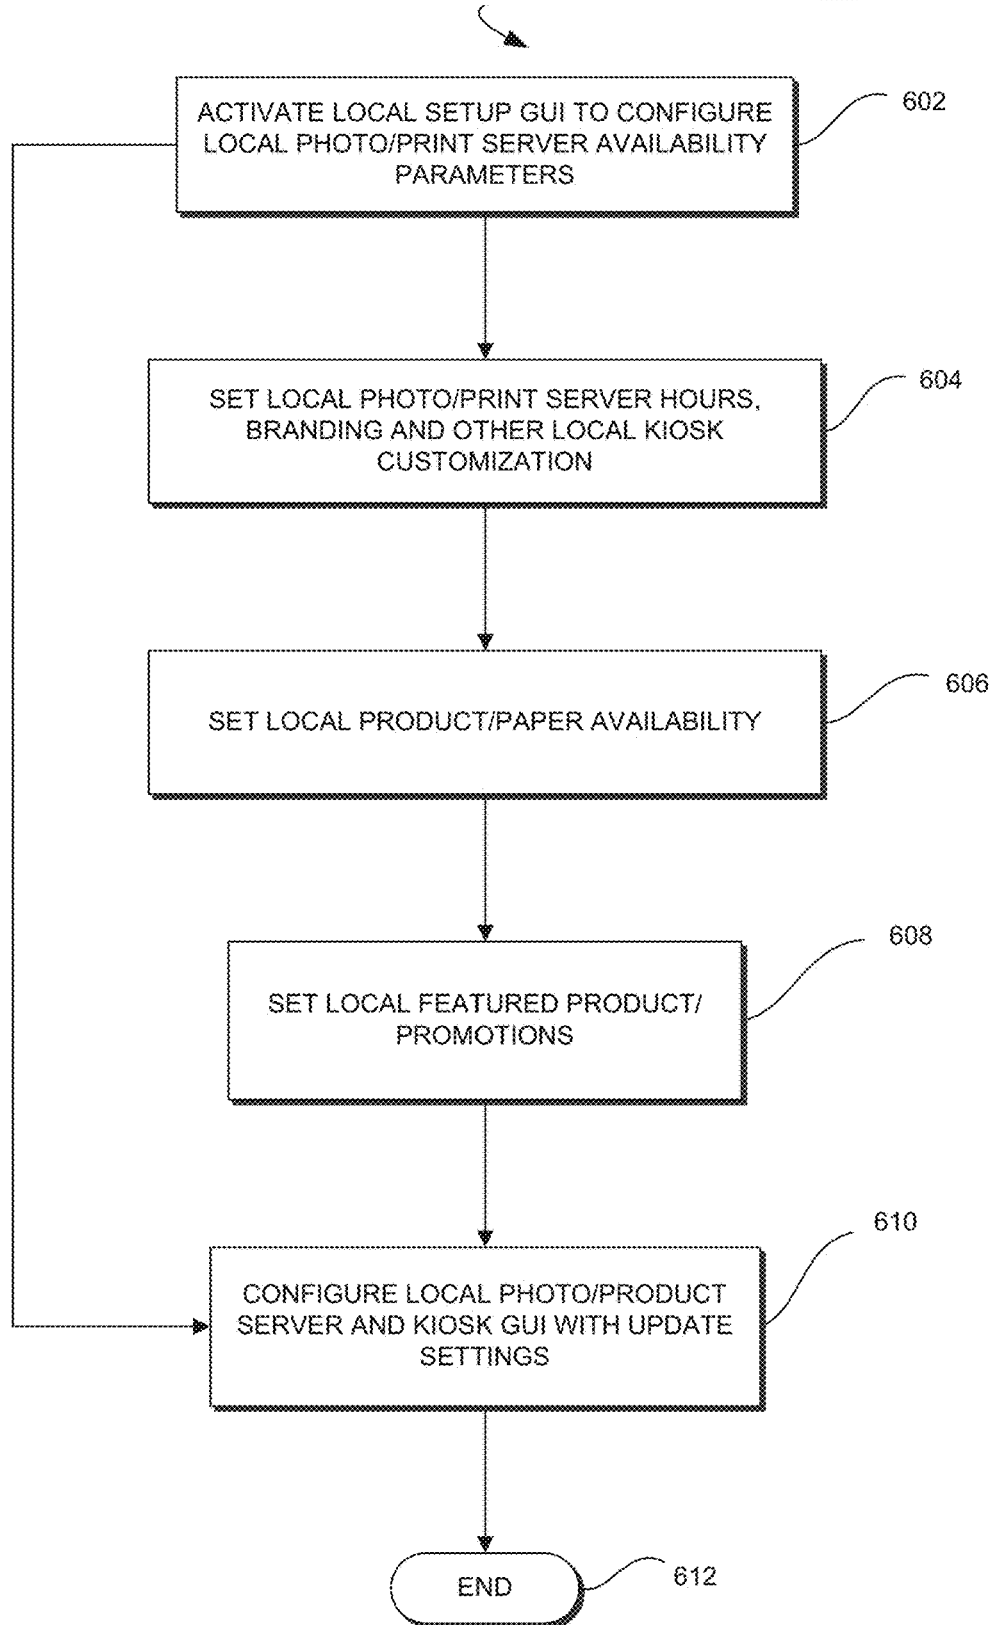 602
ACTIVATE LOCAL SETUP GUI TO CONFIGURE
LOCAL PHOTO/PRINT SERVER AVAILABILITY
PARAMETERS
604
SET LOCAL PHOTO/PRINT SERVER HOURS,
BRANDING AND OTHER LOCAL KIOSK
CUSTOMIZATION
606
SET LOCAL PRODUCT/PAPER AVAILABILITY
608
SET LOCAL FEATURED PRODUCT/
PROMOTIONS
610
CONFIGURE LOCAL PHOTO/PRODUCT
SERVER AND KIOSK GUI WITH UPDATE
SETTINGS
END
612